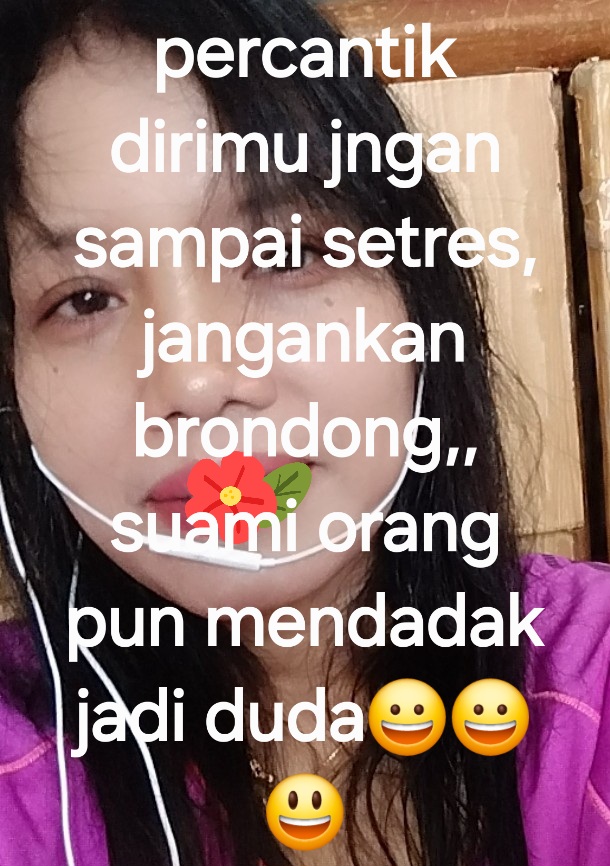 percantik
dirimu jngan
sampai setres,
jangankan
brondong,,
suami orang
pun mendadak
jadi duda😀😀
😃